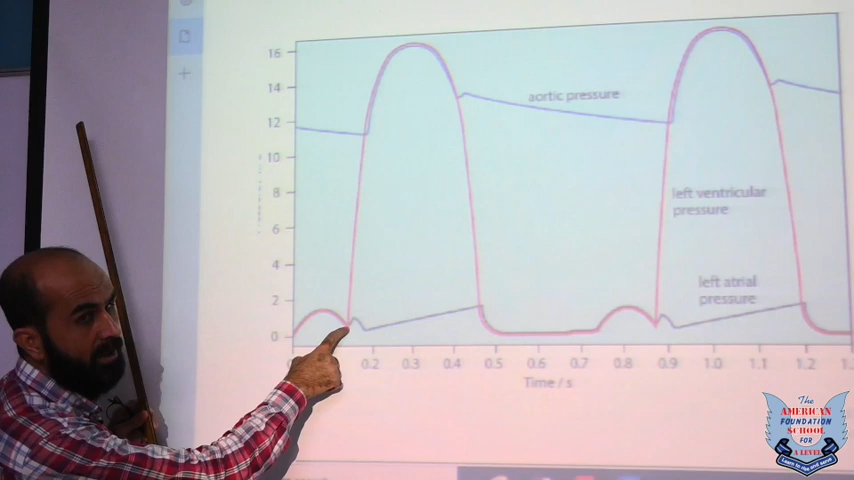 16
14
12
10
8
6
4
2
0
aortic pressure
left ventricular
pressure
left atrial
pressure
0.2 0.3 0.4 0.5 0.6 0.7 0.8 0.9 1.0 1.1 1.2
Time / s
The
AMERICAN
FOUNDATION
SCHOOL
FOR
A LEVEL